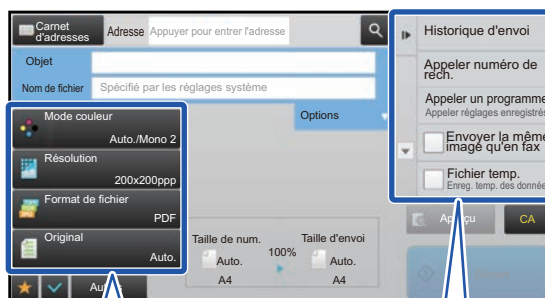 Carnet
d'adresses
Adresse
Appuyer pour entrer l'adresse
Objet
Nom de fichier
Spécifié par les réglages système
Options
Mode couleur
Auto./Mono 2
Résolution
200x200ppp
Format de fichier
PDF
Original
Auto.
Taille de num.
Auto.
A4
100%
Taille d'envoi
Auto.
A4
Historique d'envoi
Appeler numéro de
rech.
Appeler un programme
Appeler réglages enregistrés
Envoyer la même
image qu'en fax
Fichier temp.
Enreg. temp. des donnée
CA